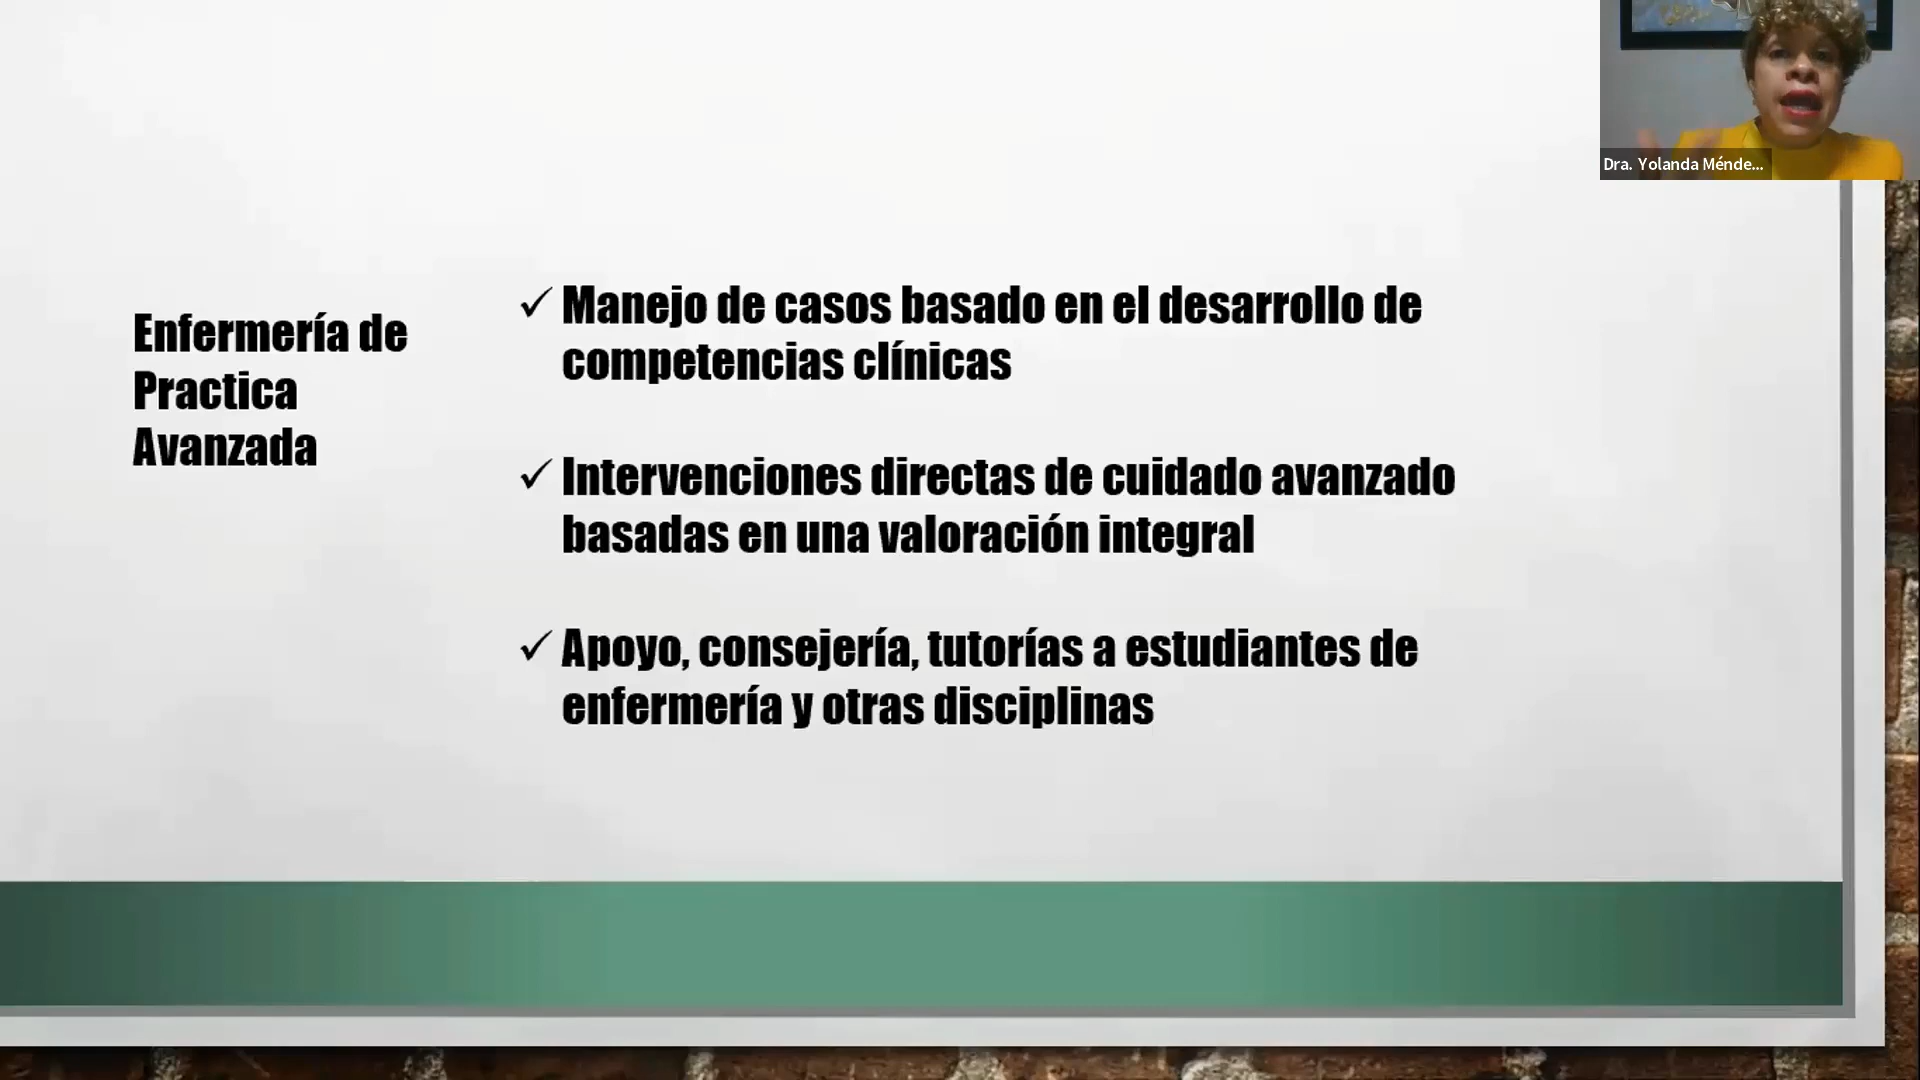 Dra. Yolanda Ménde...
Enfermería de
Practica
Avanzada
✓ Manejo de casos basado en el desarrollo de
competencias clínicas
✓ Intervenciones directas de cuidado avanzado
basadas en una valoración integral
✓ Apoyo, consejería, tutorías a estudiantes de
enfermería y otras disciplinas